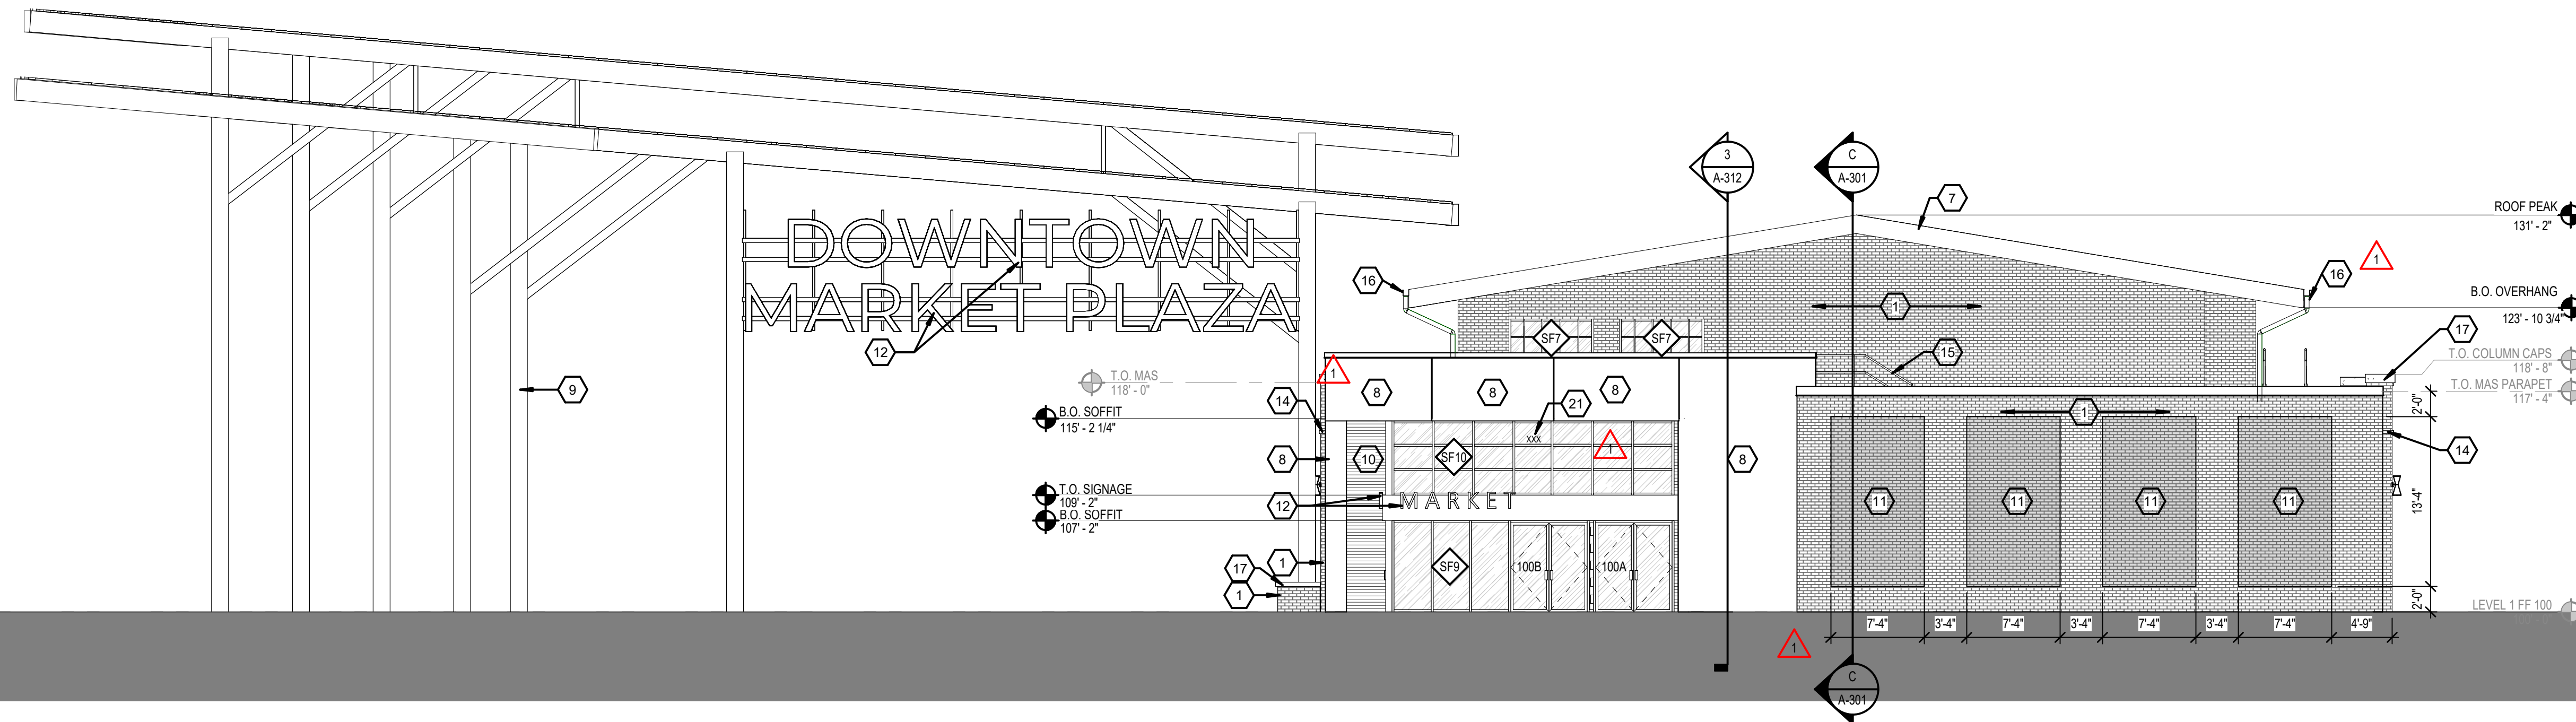 3
A-312
C
A-301
7
ROOF PEAK
131' - 2"
DOWNTOWN
MARKET PLAZA
12
9
16
16
1
1
B.O. OVERHANG
123' - 10 3/4"
17
SF7
SF7
15
T.O. COLUMN CAPS
118' - 8"
T.O. MAS PARAPET
117' - 4"
T.O. MAS
118' - 0"
1
8
8
8
21
14
B.O. SOFFIT
115' - 2 1/4"
XXX
1
1
2'-0"
14
8
10
SF10
8
T.O. SIGNAGE
109' - 2"
B.O. SOFFIT
107' - 2"
12
MARKET
11
11
11
11
13'-4"
17
1
1
SF9
100B
100A
2'-0"
LEVEL 1 FF 100
7'-4"
3'-4"
7'-4"
3'-4"
7'-4"
3'-4"
7'-4"
4'-9"
1
C
A-301